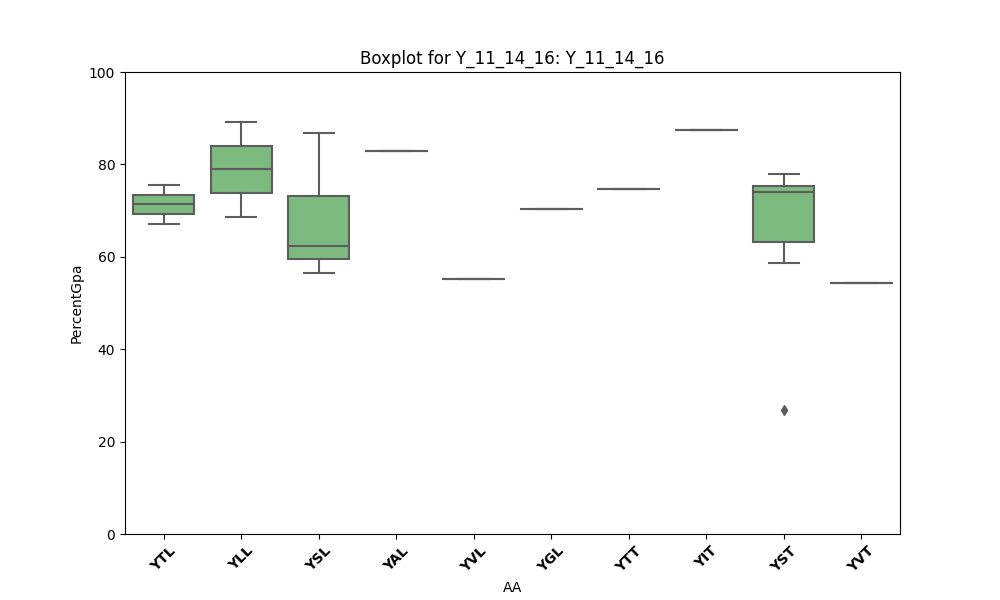 Boxplot for Y_11_14_16: Y_11_14_16
100
80
60
40
20
0
PercentGpa
YTL
YLL
YSL
YAL
YVL
YGL
YTT
YIT
YST
YVT
AA